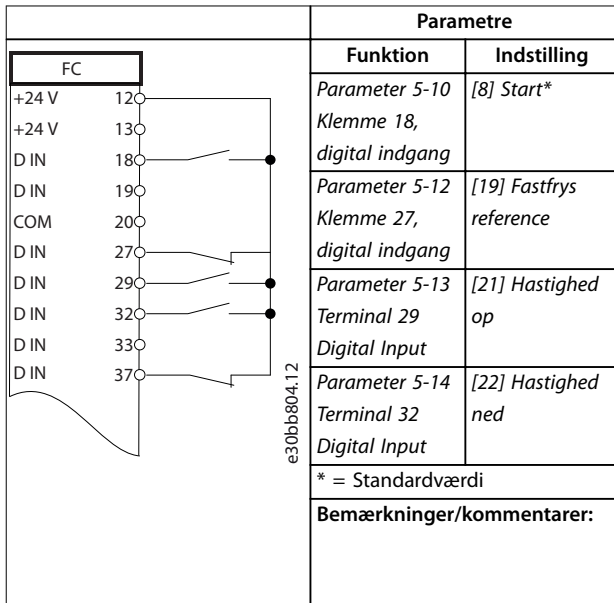 Parametre
Funktion Indstilling
FC
+24 V 12
+24 V 13
D IN 18
D IN 19
COM 20
D IN 27
D IN 29
D IN 32
D IN 33
D IN 37
e30bb804.12
Parameter 5-10 [8] Start*
Klemme 18,
digital indgang
Parameter 5-12 [19] Fastfrys
Klemme 27, reference
digital indgang
Parameter 5-13 [21] Hastighed
Terminal 29 op
Digital Input
Parameter 5-14 [22] Hastighed
Terminal 32 ned
Digital Input
* = Standardværdi
Bemærkninger/kommentarer: